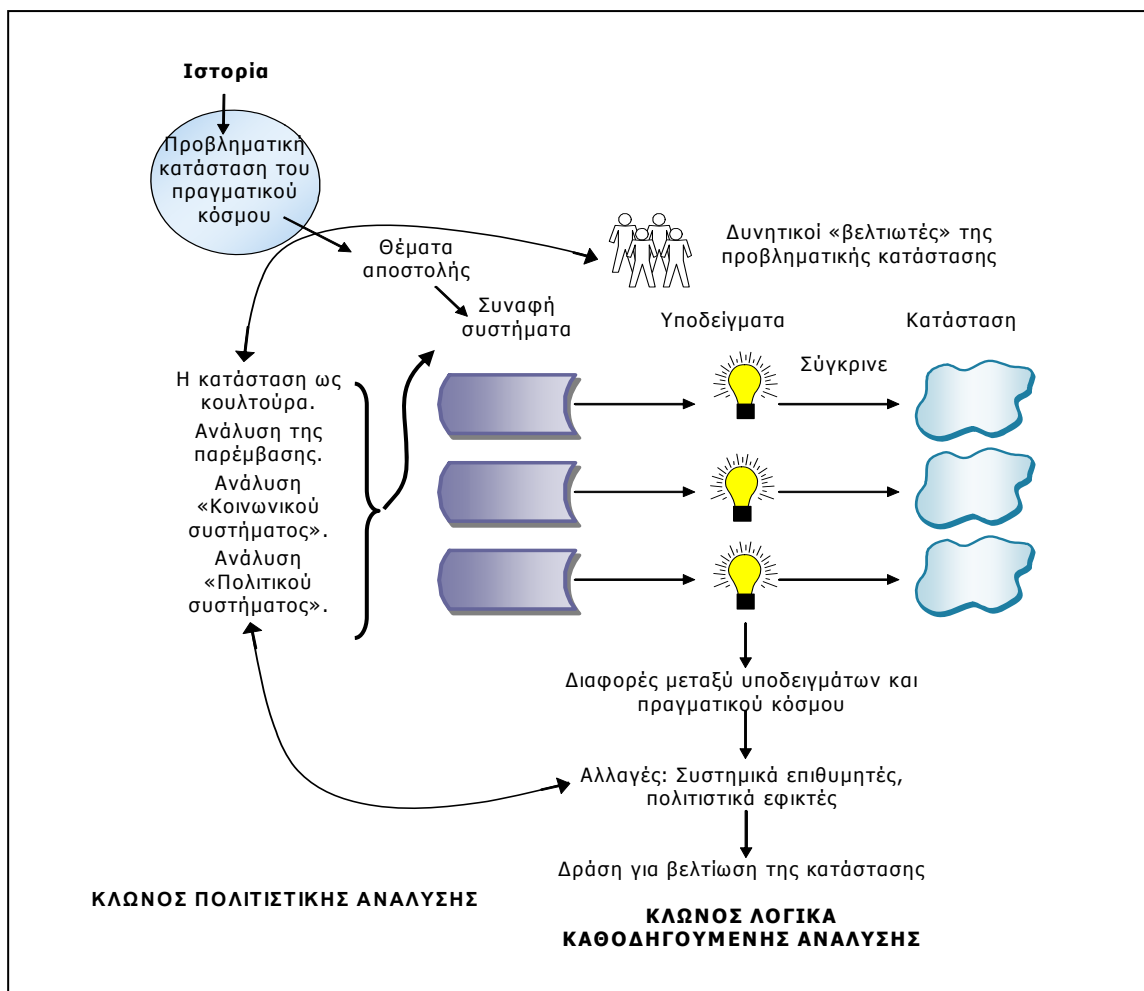 Ιστορία
Προβληματική
κατάσταση του
πραγματικού
κόσμου
Θέματα
αποστολής
Δυνητικοί «βελτιωτές» της
προβληματικής κατάστασης
Συναφή
συστήματα
Υποδείγματα
Κατάσταση
Σύγκρινε
Η κατάσταση ως
κουλτούρα.
Ανάλυση της
παρέμβασης.
Ανάλυση
«Κοινωνικού
συστήματος».
Ανάλυση
«Πολιτικού
συστήματος».
Διαφορές μεταξύ υποδειγμάτων και
πραγματικού κόσμου
Αλλαγές: Συστημικά επιθυμητές,
πολιτιστικά εφικτές
Δράση για βελτίωση της κατάστασης
ΚΛΩΝΟΣ ΠΟΛΙΤΙΣΤΙΚΗΣ ΑΝΑΛΥΣΗΣ
ΚΛΩΝΟΣ ΛΟΓΙΚΑ
ΚΑΘΟΔΗΓΟΥΜΕΝΗΣ ΑΝΑΛΥΣΗΣ